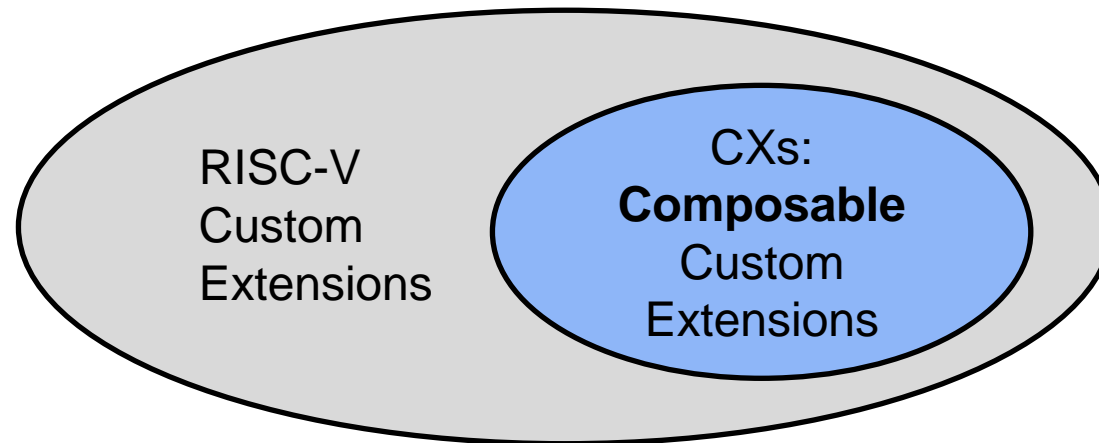 RISC-V
Custom
Extensions
CXs:
Composable
Custom
Extensions